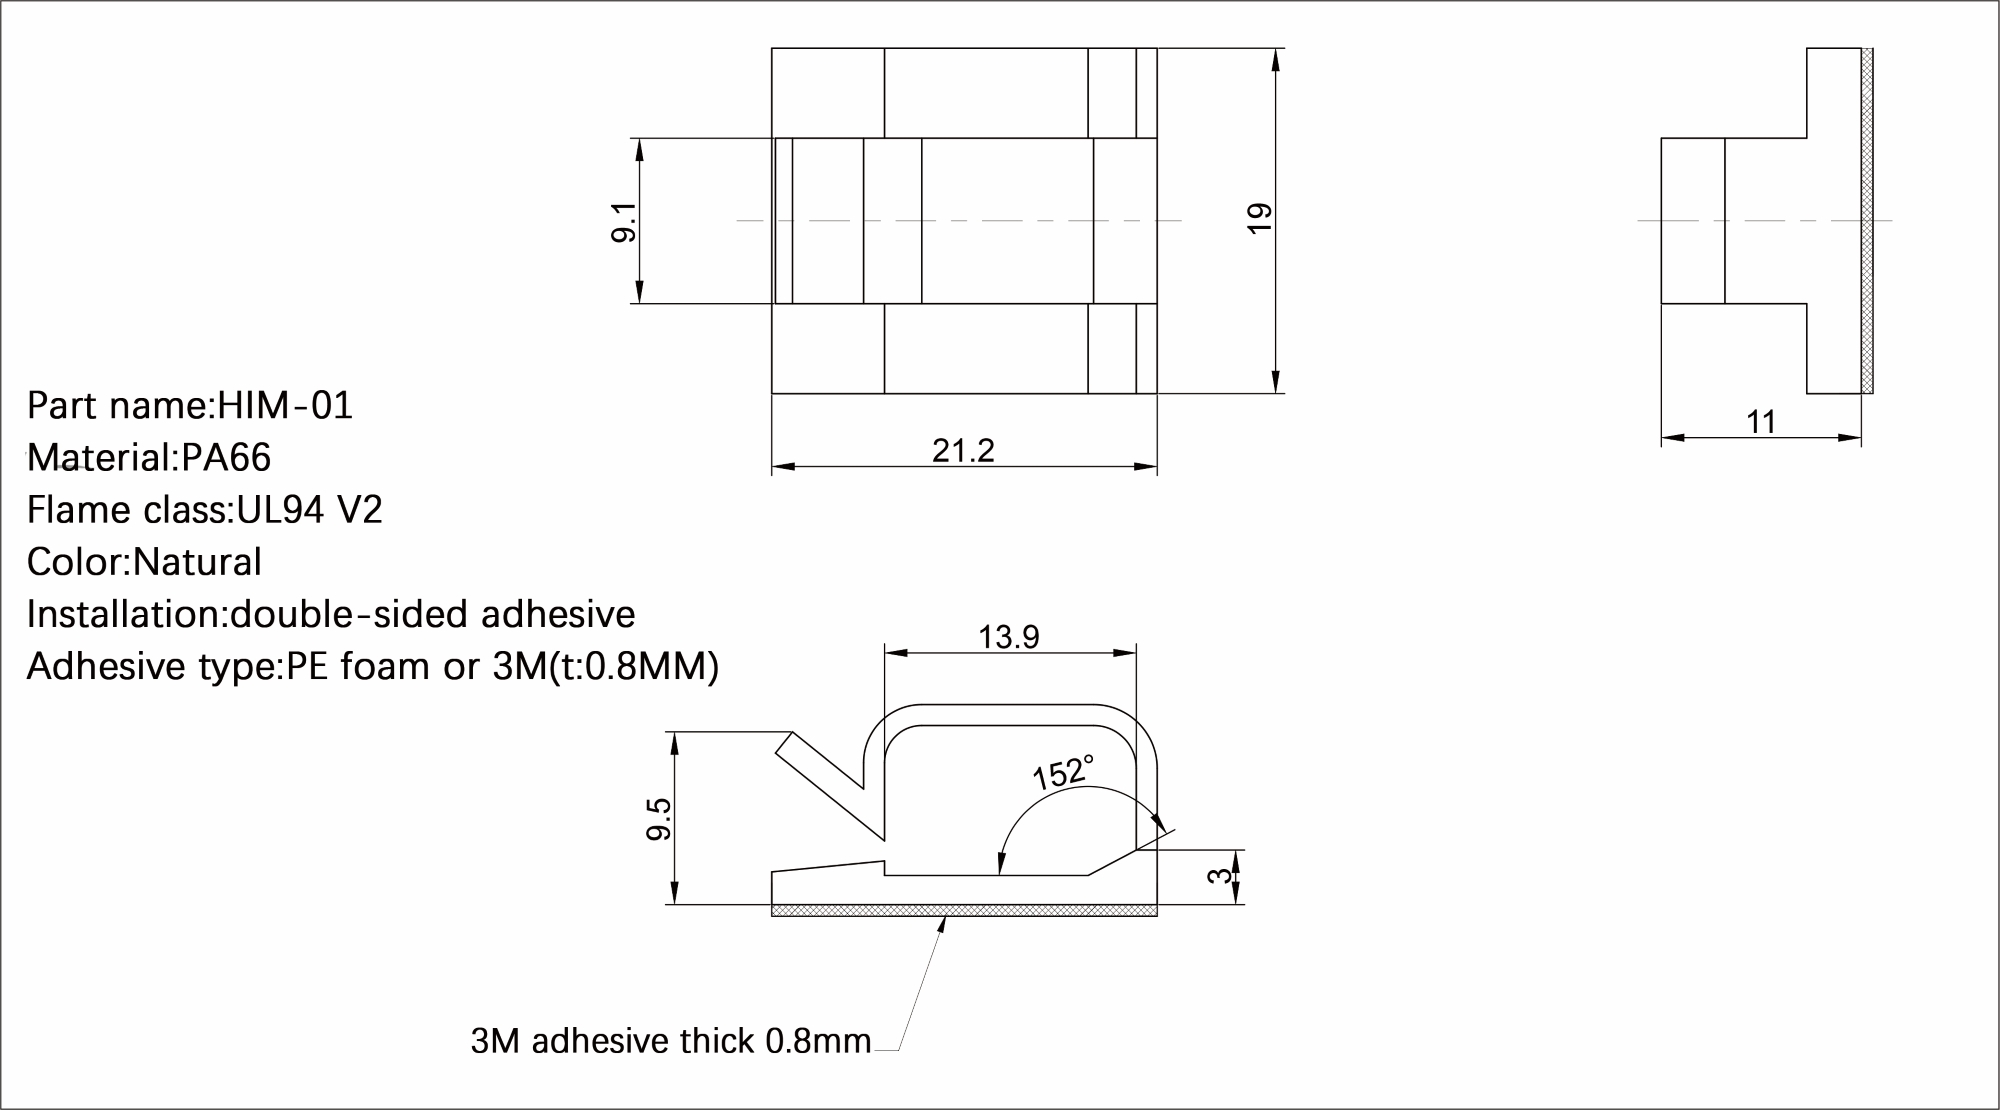 9.1
19
21.2
11
Part name:HIM-01
Material:PA66
Flame class:UL94 V2
Color:Natural
Installation:double-sided adhesive
Adhesive type:PE foam or 3M(t:0.8MM)
13.9
152°
9.5
3
3M adhesive thick 0.8mm